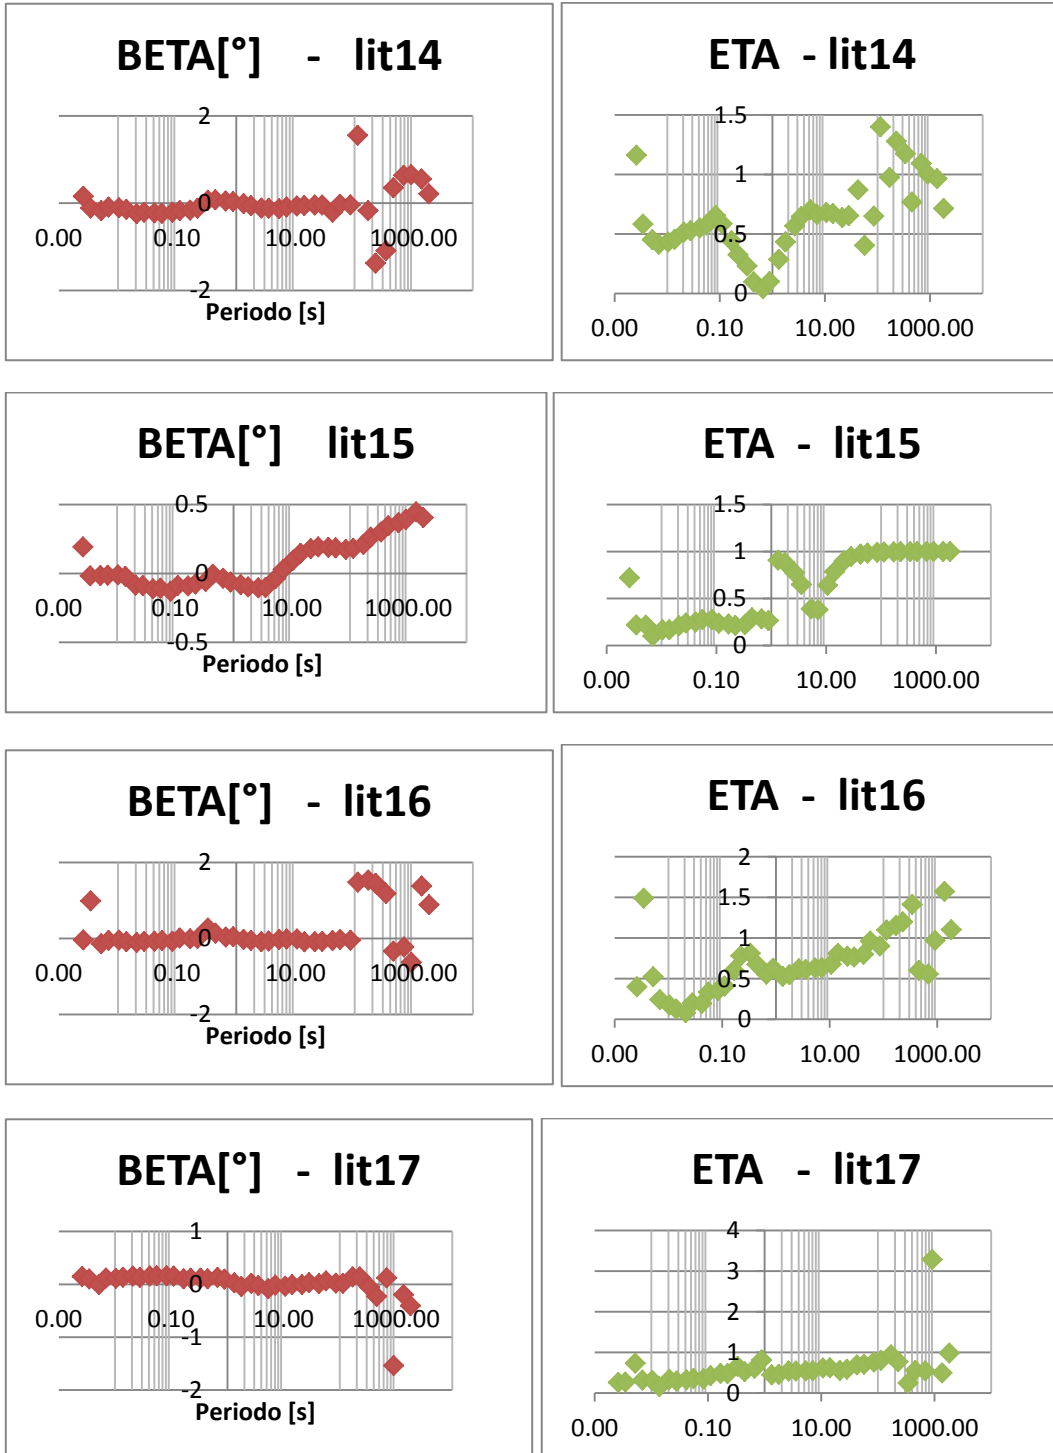 BETA[°] - lit14
2
0
0.00 0.10 10.00 1000.00
-2
Periodo [s]
ETA - lit14
1.5
1
0.5
0
0.00 0.10 10.00 1000.00
BETA[°] lit15
0.5
0
0.00 0.10 10.00 1000.00
-0.5
Periodo [s]
ETA - lit15
1.5
1
0.5
0
0.00 0.10 10.00 1000.00
BETA[°] - lit16
2
0
0.00 0.10 10.00 1000.00
-2
Periodo [s]
ETA - lit16
2
1.5
1
0.5
0
0.00 0.10 10.00 1000.00
BETA[°] - lit17
1
0
0.00 0.10 10.00 1000.00
-1
-2
Periodo [s]
ETA - lit17
4
3
2
1
0
0.00 0.10 10.00 1000.00